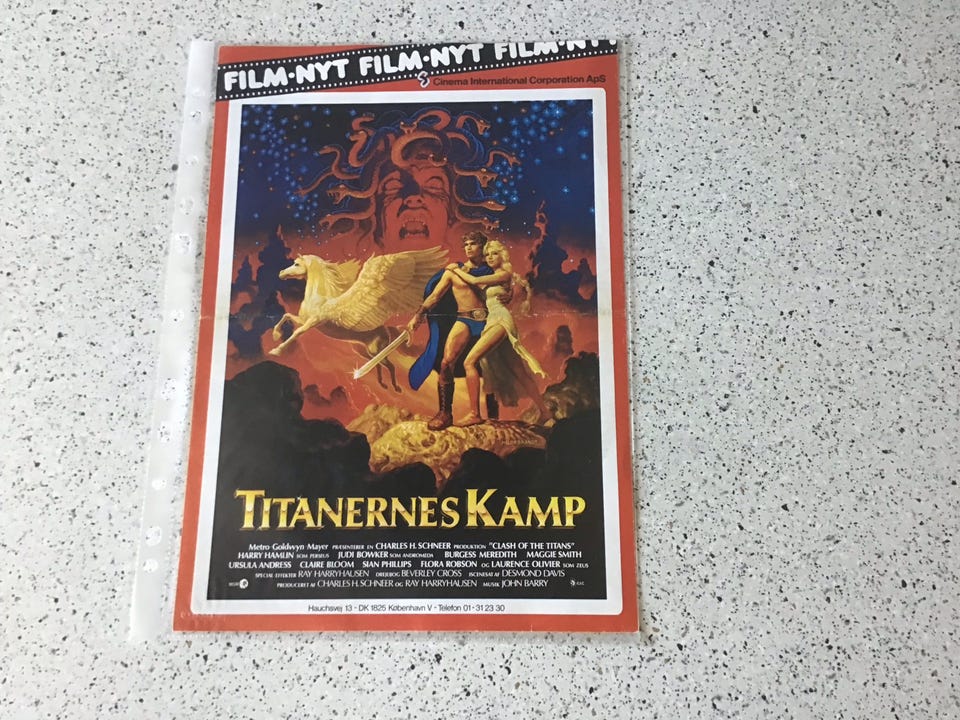 FILM·NYT FILM·NYT FILM·NYT
Cinema International Corporation ApS
HILDEBRANDT
TITANERNES KAMP
Metro Goldwyn Mayer PRÆSENTERER EN CHARLES H. SCHNEER PRODUKTION "CLASH OF THE TITANS"
HARRY HAMLIN SOM PERSEUS JUDI BOWKER SOM ANDROMEDA BURGESS MEREDITH MAGGIE SMITH
URSULA ANDRESS CLAIRE BLOOM SIAN PHILLIPS FLORA ROBSON OG LAURENCE OLIVIER SOM ZEUS
SPECIAL EFFEKTER RAY HARRYHAUSEN DREJEBOG BEVERLEY CROSS ISCENESAT AF DESMOND DAVIS
PRODUCERET AF CHARLES H. SCHNEER OG RAY HARRYHAUSEN MUSIK JOHN BARRY
MGM
CIC
Hauchsvej 13 - DK 1825 København V - Telefon 01-31 23 30